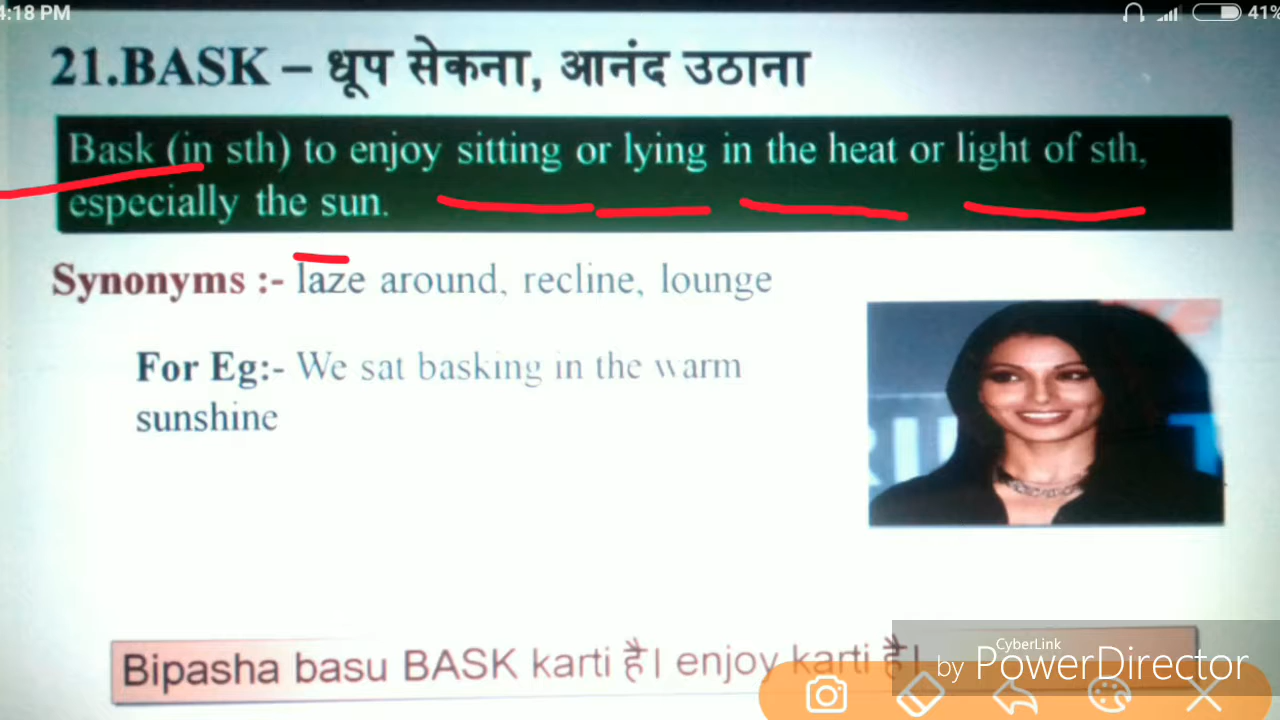 4:18 PM
41%
21.BASK – धूप सेकना, आनंद उठाना
Bask (in sth) to enjoy sitting or lying in the heat or light of sth,
especially the sun.
Synonyms :- laze around, recline, lounge
For Eg:- We sat basking in the warm
sunshine
Bipasha basu BASK karti है। enjoy karti है।
CyberLink
by PowerDirector